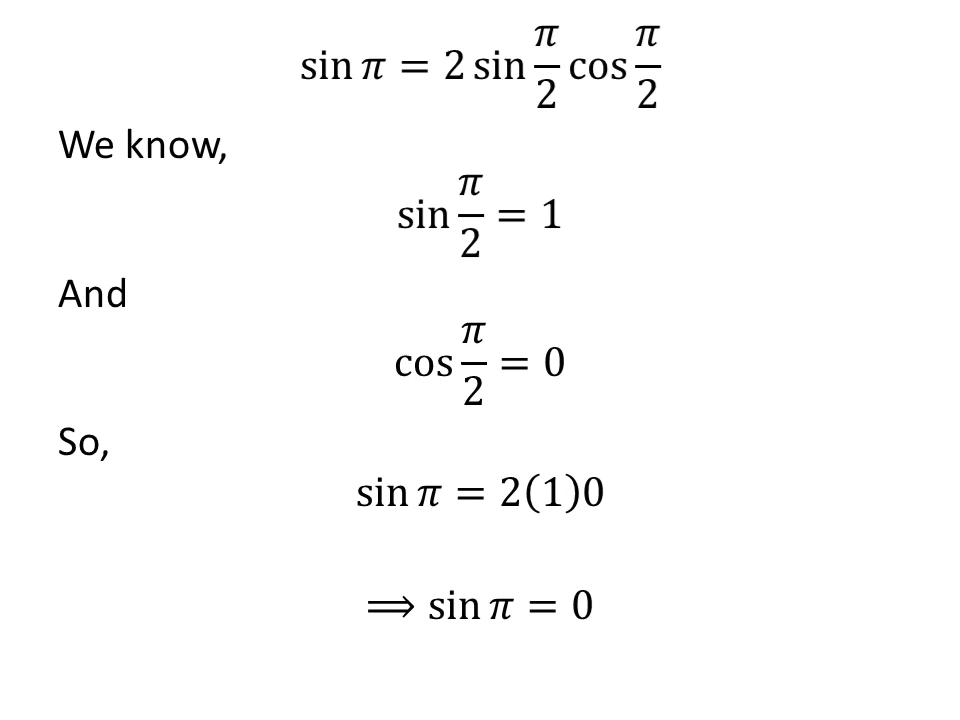 sin π = 2 sin π/2 cos π/2
We know,
sin π/2 = 1
And
cos π/2 = 0
So,
sin π = 2(1)0
⟹ sin π = 0